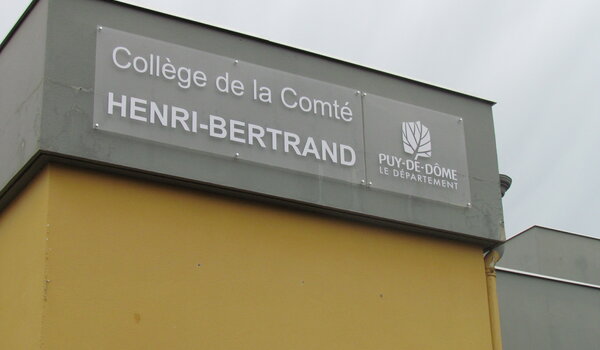 Collège de la Comté
HENRI-BERTRAND
PUY-DE-DÔME
LE DÉPARTEMENT